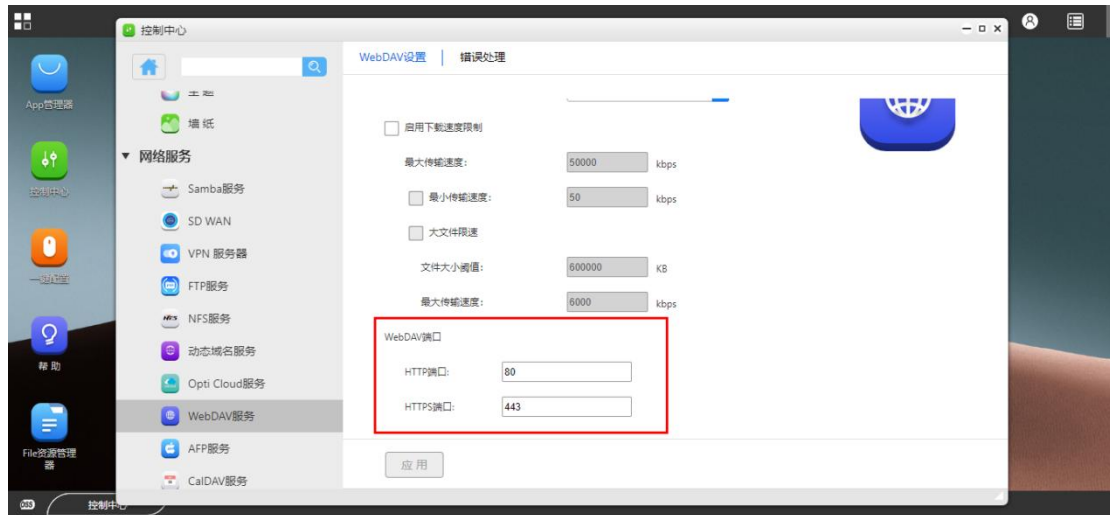 控制中心
WebDAV设置
错误处理
App管理器
控制中心
一键配置
帮 助
File资源管理器
主 题
墙 纸
网络服务
Samba服务
SD WAN
VPN 服务器
FTP服务
NFS服务
动态域名服务
Opti Cloud服务
WebDAV服务
AFP服务
CalDAV服务
启用下载速度限制
最大传输速度: 50000 kbps
最小传输速度: 50 kbps
大文件限速
文件大小阈值: 600000 KB
最大传输速度: 6000 kbps
WebDAV端口
HTTP端口: 80
HTTPS端口: 443
应 用
控制中心